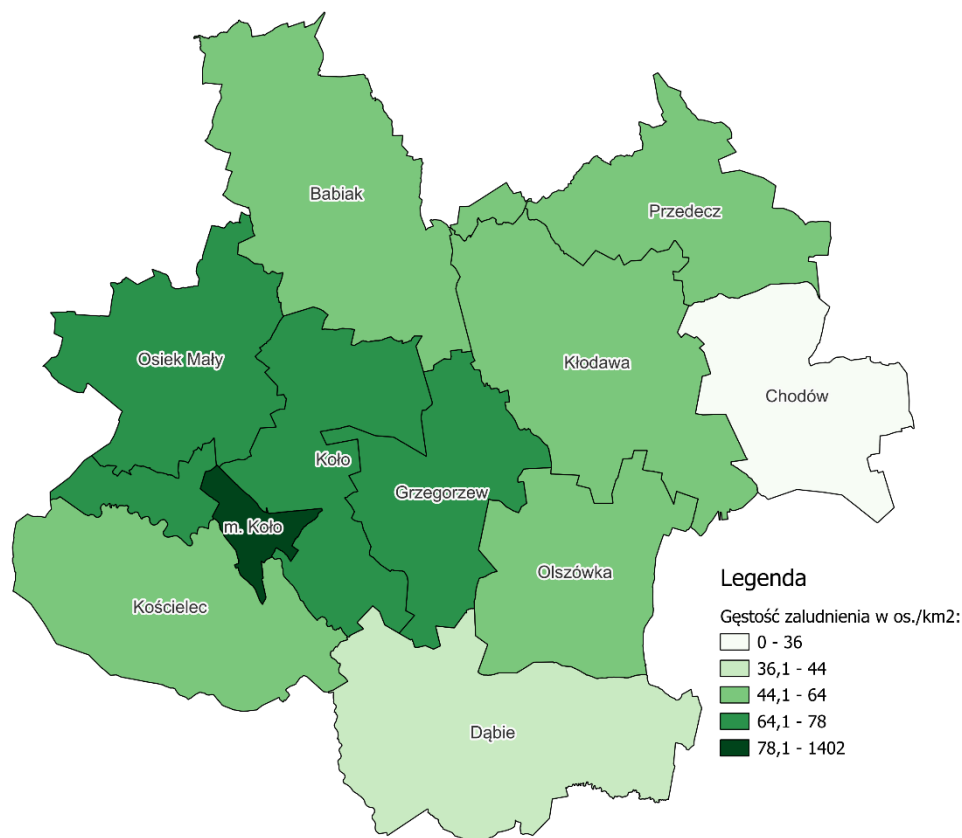 Babiak
Przedecz
Osiek Mały
Kłodawa
Chodów
Koło
Grzegorzew
m. Koło
Olszówka
Kościelec
Dąbie
Legenda
Gęstość zaludnienia w os./km2:
0 - 36
36,1 - 44
44,1 - 64
64,1 - 78
78,1 - 1402